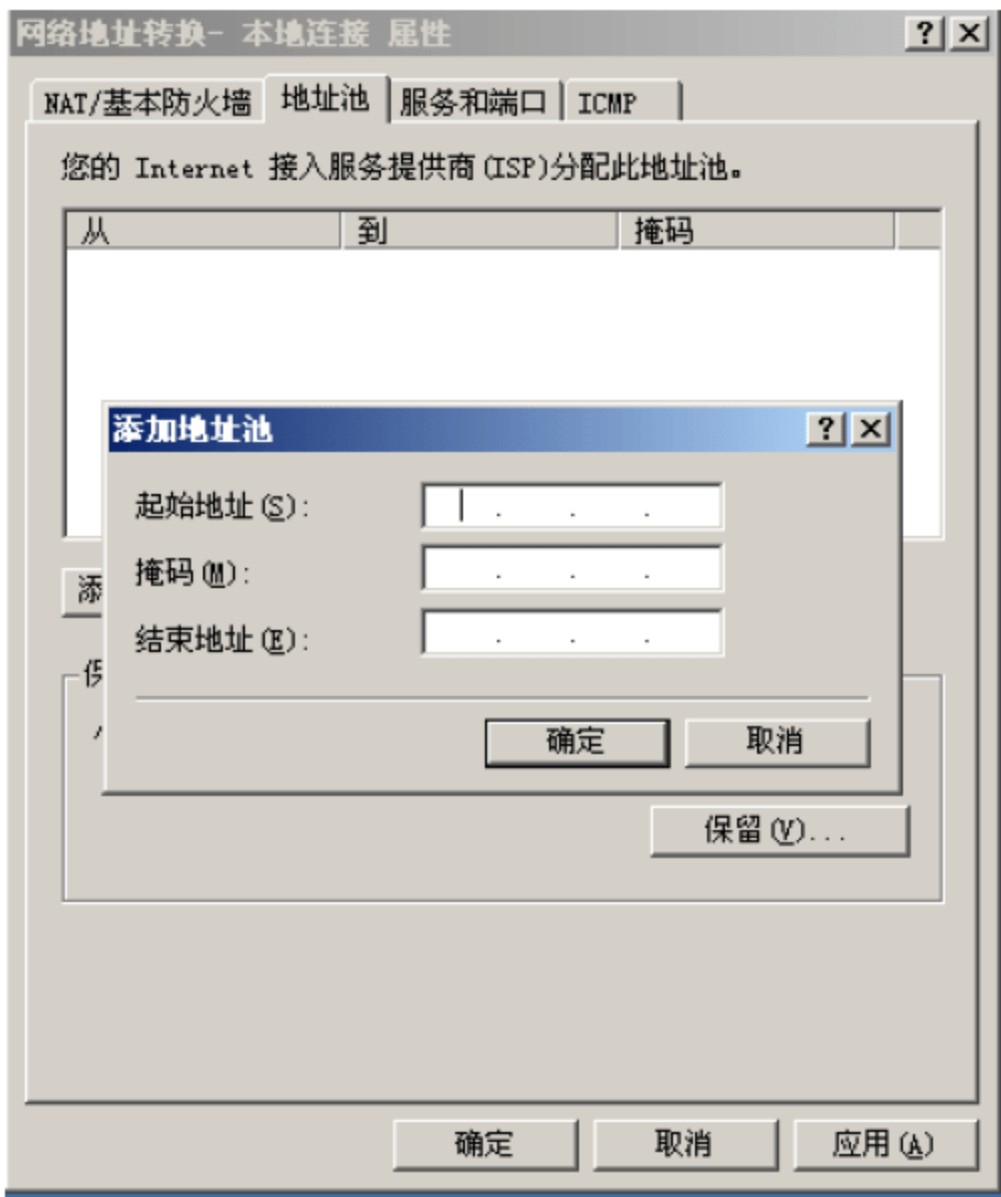 网络地址转换- 本地连接 属性
NAT/基本防火墙 地址池 服务和端口 ICMP
您的 Internet 接入服务提供商(ISP)分配此地址池。
从 到 掩码
添加地址池
起始地址(S):
掩码(M):
添
结束地址(E):
保
确定 取消
保留(V)...
确定 取消 应用(A)